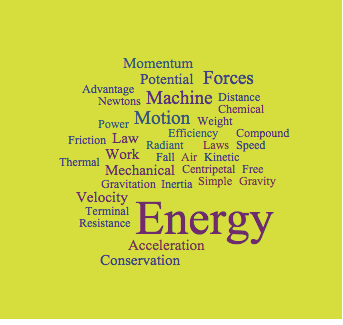 Momentum
Potential Forces
Advantage
Newtons Machine Distance
Chemical
Power Motion Weight
Efficiency Compound
Friction Law Radiant Laws Speed
Thermal Work Fall Air Kinetic
Mechanical Centripetal Free
Gravitation Inertia Simple Gravity
Velocity
Terminal
Resistance Energy
Acceleration
Conservation